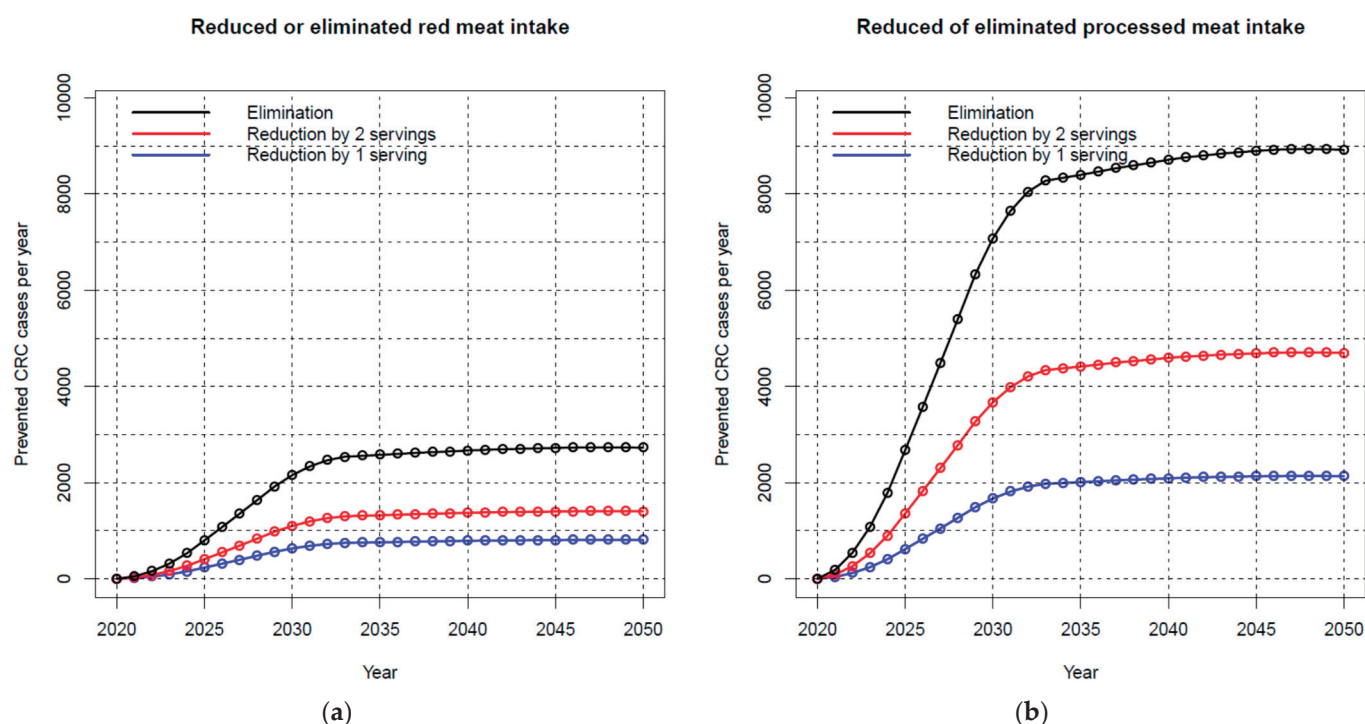 Reduced or eliminated red meat intake
Prevented CRC cases per year
10000
8000
6000
4000
2000
0
Elimination
Reduction by 2 servings
Reduction by 1 serving
2020 2025 2030 2035 2040 2045 2050
Year
(a)
Reduced of eliminated processed meat intake
Prevented CRC cases per year
10000
8000
6000
4000
2000
0
Elimination
Reduction by 2 servings
Reduction by 1 serving
2020 2025 2030 2035 2040 2045 2050
Year
(b)